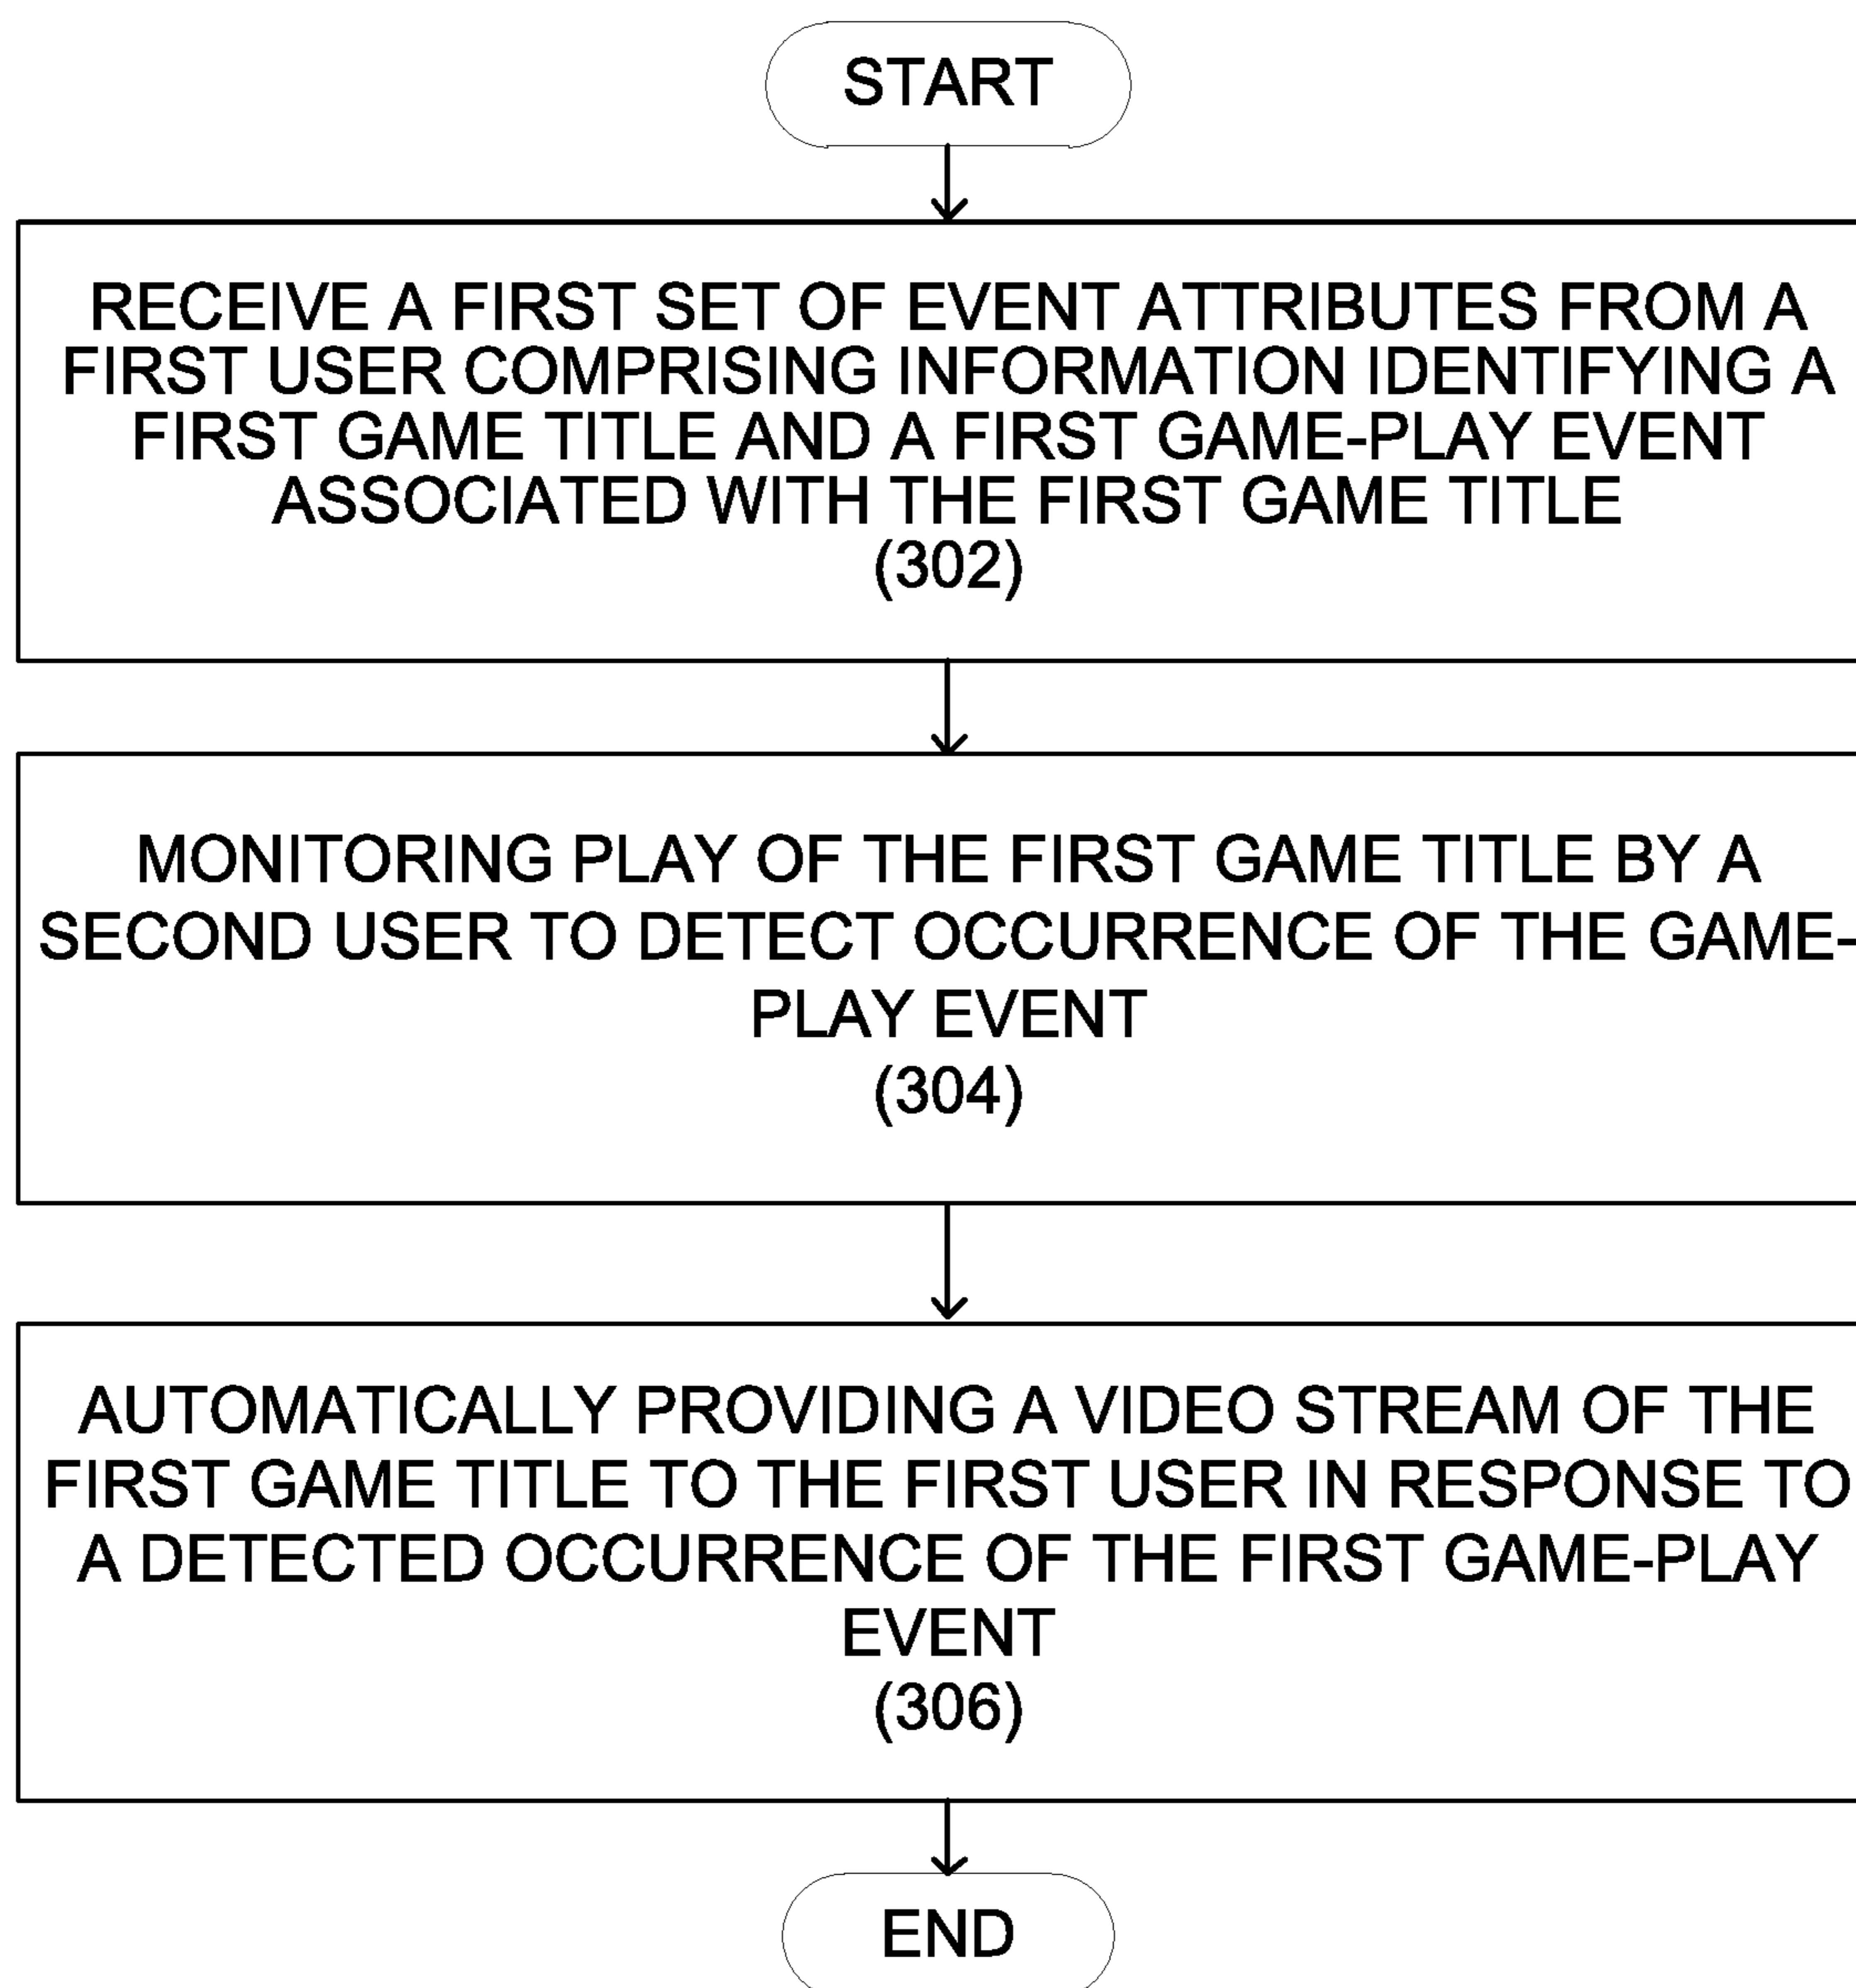 START
RECEIVE A FIRST SET OF EVENT ATTRIBUTES FROM A
FIRST USER COMPRISING INFORMATION IDENTIFYING A
FIRST GAME TITLE AND A FIRST GAME-PLAY EVENT
ASSOCIATED WITH THE FIRST GAME TITLE
(302)
MONITORING PLAY OF THE FIRST GAME TITLE BY A
SECOND USER TO DETECT OCCURRENCE OF THE GAME-
PLAY EVENT
(304)
AUTOMATICALLY PROVIDING A VIDEO STREAM OF THE
FIRST GAME TITLE TO THE FIRST USER IN RESPONSE TO
A DETECTED OCCURRENCE OF THE FIRST GAME-PLAY
EVENT
(306)
END